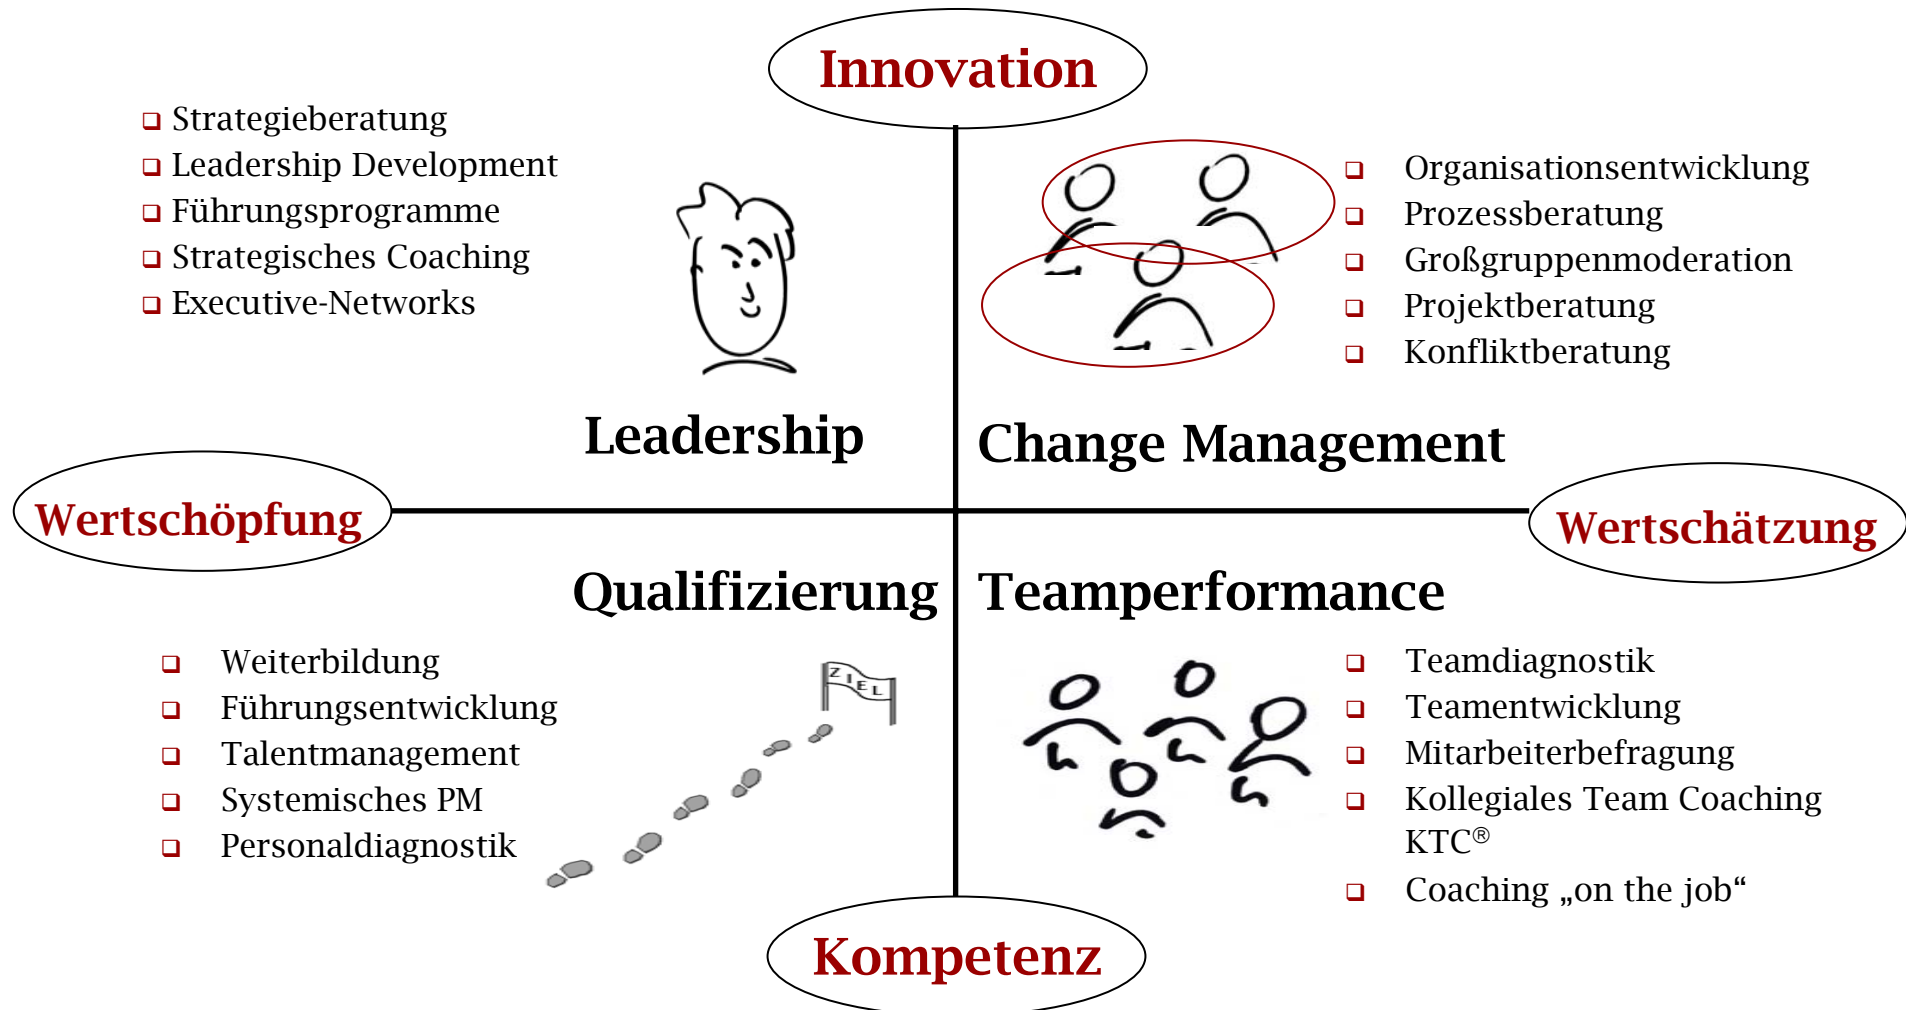 Innovation
Strategieberatung
Leadership Development
Führungsprogramme
Strategisches Coaching
Executive-Networks
Organisationsentwicklung
Prozessberatung
Großgruppenmoderation
Projektberatung
Konfliktberatung
Leadership
Change Management
Wertschöpfung
Wertschätzung
Qualifizierung
Teamperformance
Weiterbildung
Führungsentwicklung
Talentmanagement
Systemisches PM
Personaldiagnostik
ZIEL
Teamdiagnostik
Teamentwicklung
Mitarbeiterbefragung
Kollegiales Team Coaching
KTC®
Coaching „on the job“
Kompetenz